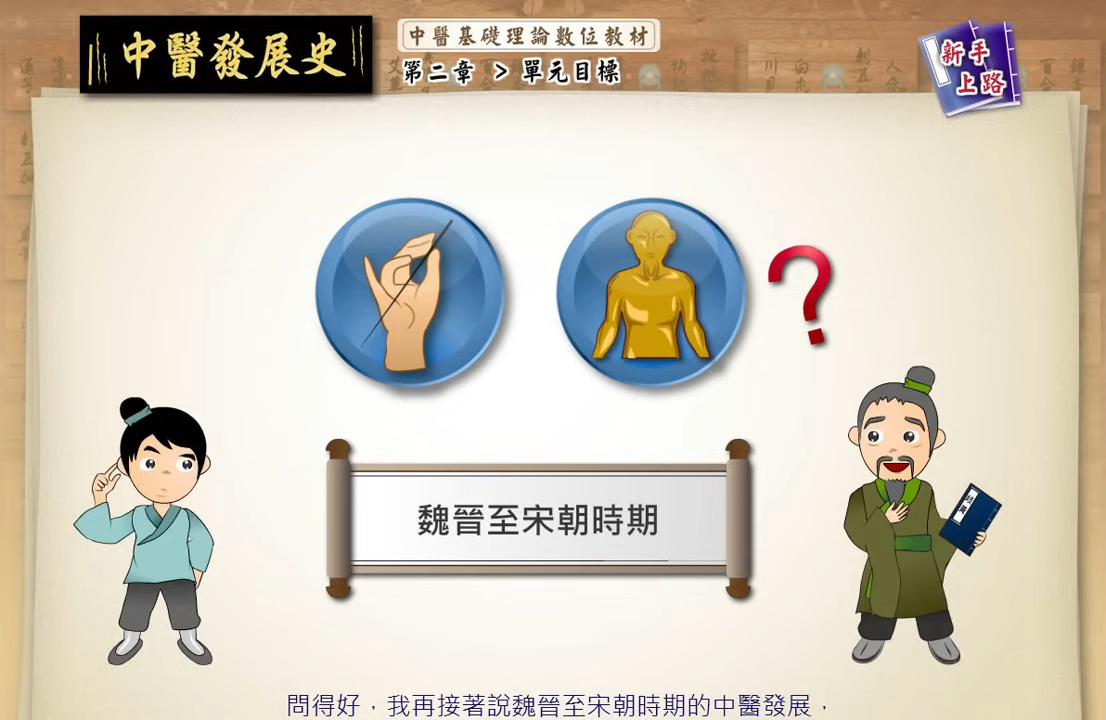 中醫發展史
中醫基礎理論數位教材
第二章 > 單元目標
新手
上路
魏晉至宋朝時期
問得好，我再接著說魏晉至宋朝時期的中醫發展，